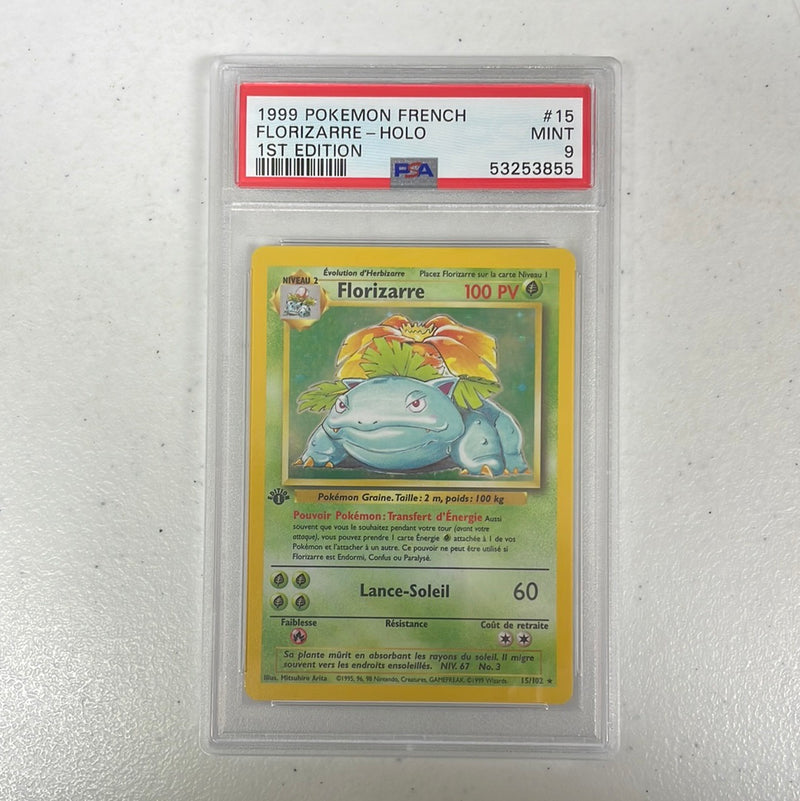 1999 POKEMON FRENCH #15
FLORIZARRE – HOLO MINT
1ST EDITION 9
PSA 53253855
Évolution d'Herbizarre Placez Florizarre sur la carte Niveau 1
NIVEAU 2
Florizarre 100 PV
EDITION 1
Pokémon Graine. Taille: 2 m, poids: 100 kg
Pouvoir Pokémon: Transfert d'Énergie Aussi
souvent que vous le souhaitez pendant votre tour (avant votre
attaque), vous pouvez prendre 1 carte Énergie attachée à 1 de vos
Pokémon et l'attacher à un autre. Ce pouvoir ne peut être utilisé si
Florizarre est Endormi, Confus ou Paralysé.
Lance-Soleil 60
Faiblesse Résistance Coût de retraite
Sa plante mûrit en absorbant les rayons du soleil. Il migre
souvent vers les endroits ensoleillés. NIV. 67 No. 3
Illus. Mitsuhiro Arita ©1995, 96, 98 Nintendo, Creatures, GAMEFREAK. ©1999 Wizards. 15/102 ★